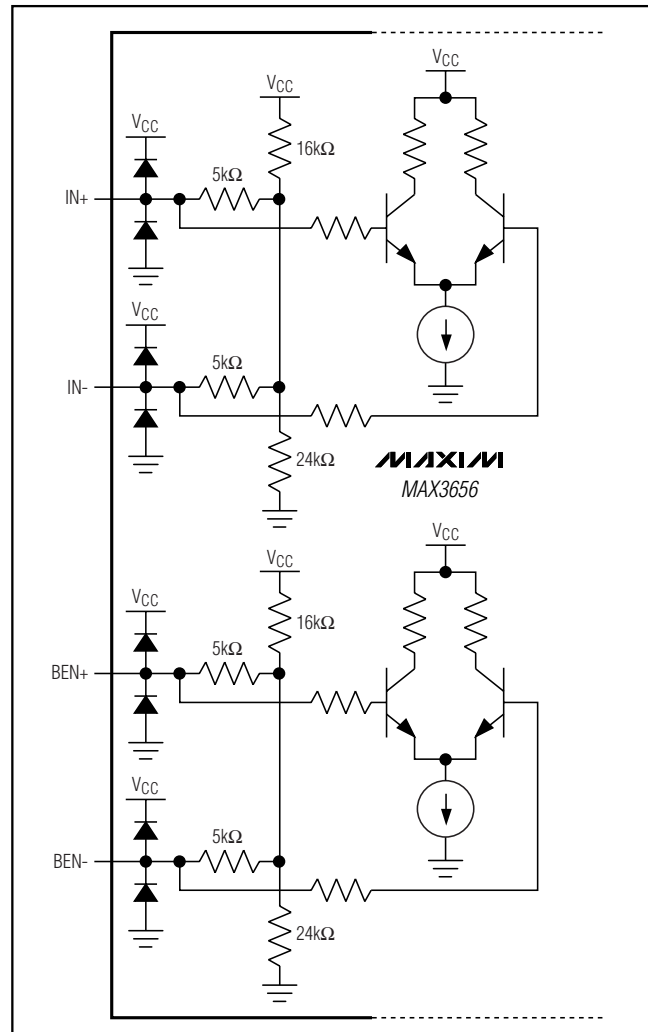 VCC
VCC
16kΩ
5kΩ
VCC
IN+
VCC
5kΩ
IN-
24kΩ
MAXIM
MAX3656
VCC
VCC
16kΩ
VCC
5kΩ
BEN+
VCC
5kΩ
BEN-
24kΩ